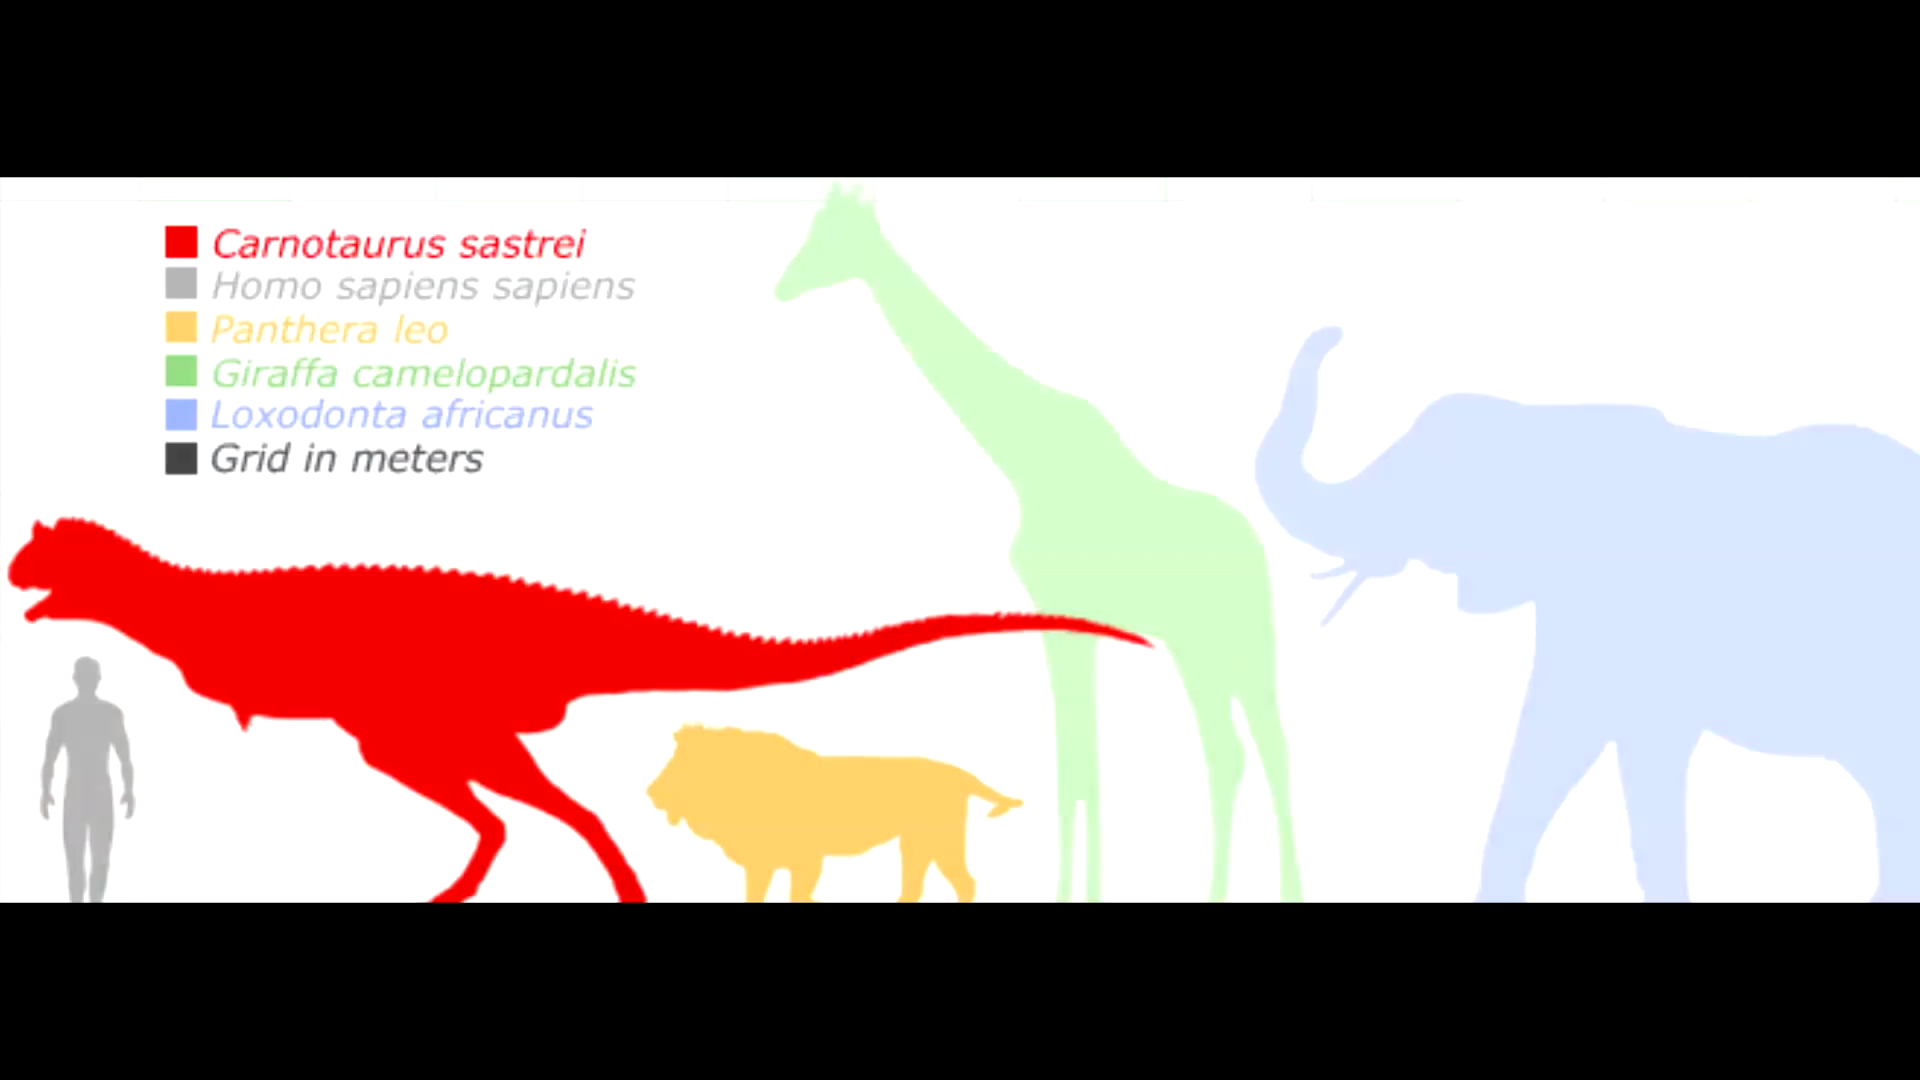 Carnotaurus sastrei
Homo sapiens sapiens
Panthera leo
Giraffa camelopardalis
Loxodonta africanus
Grid in meters